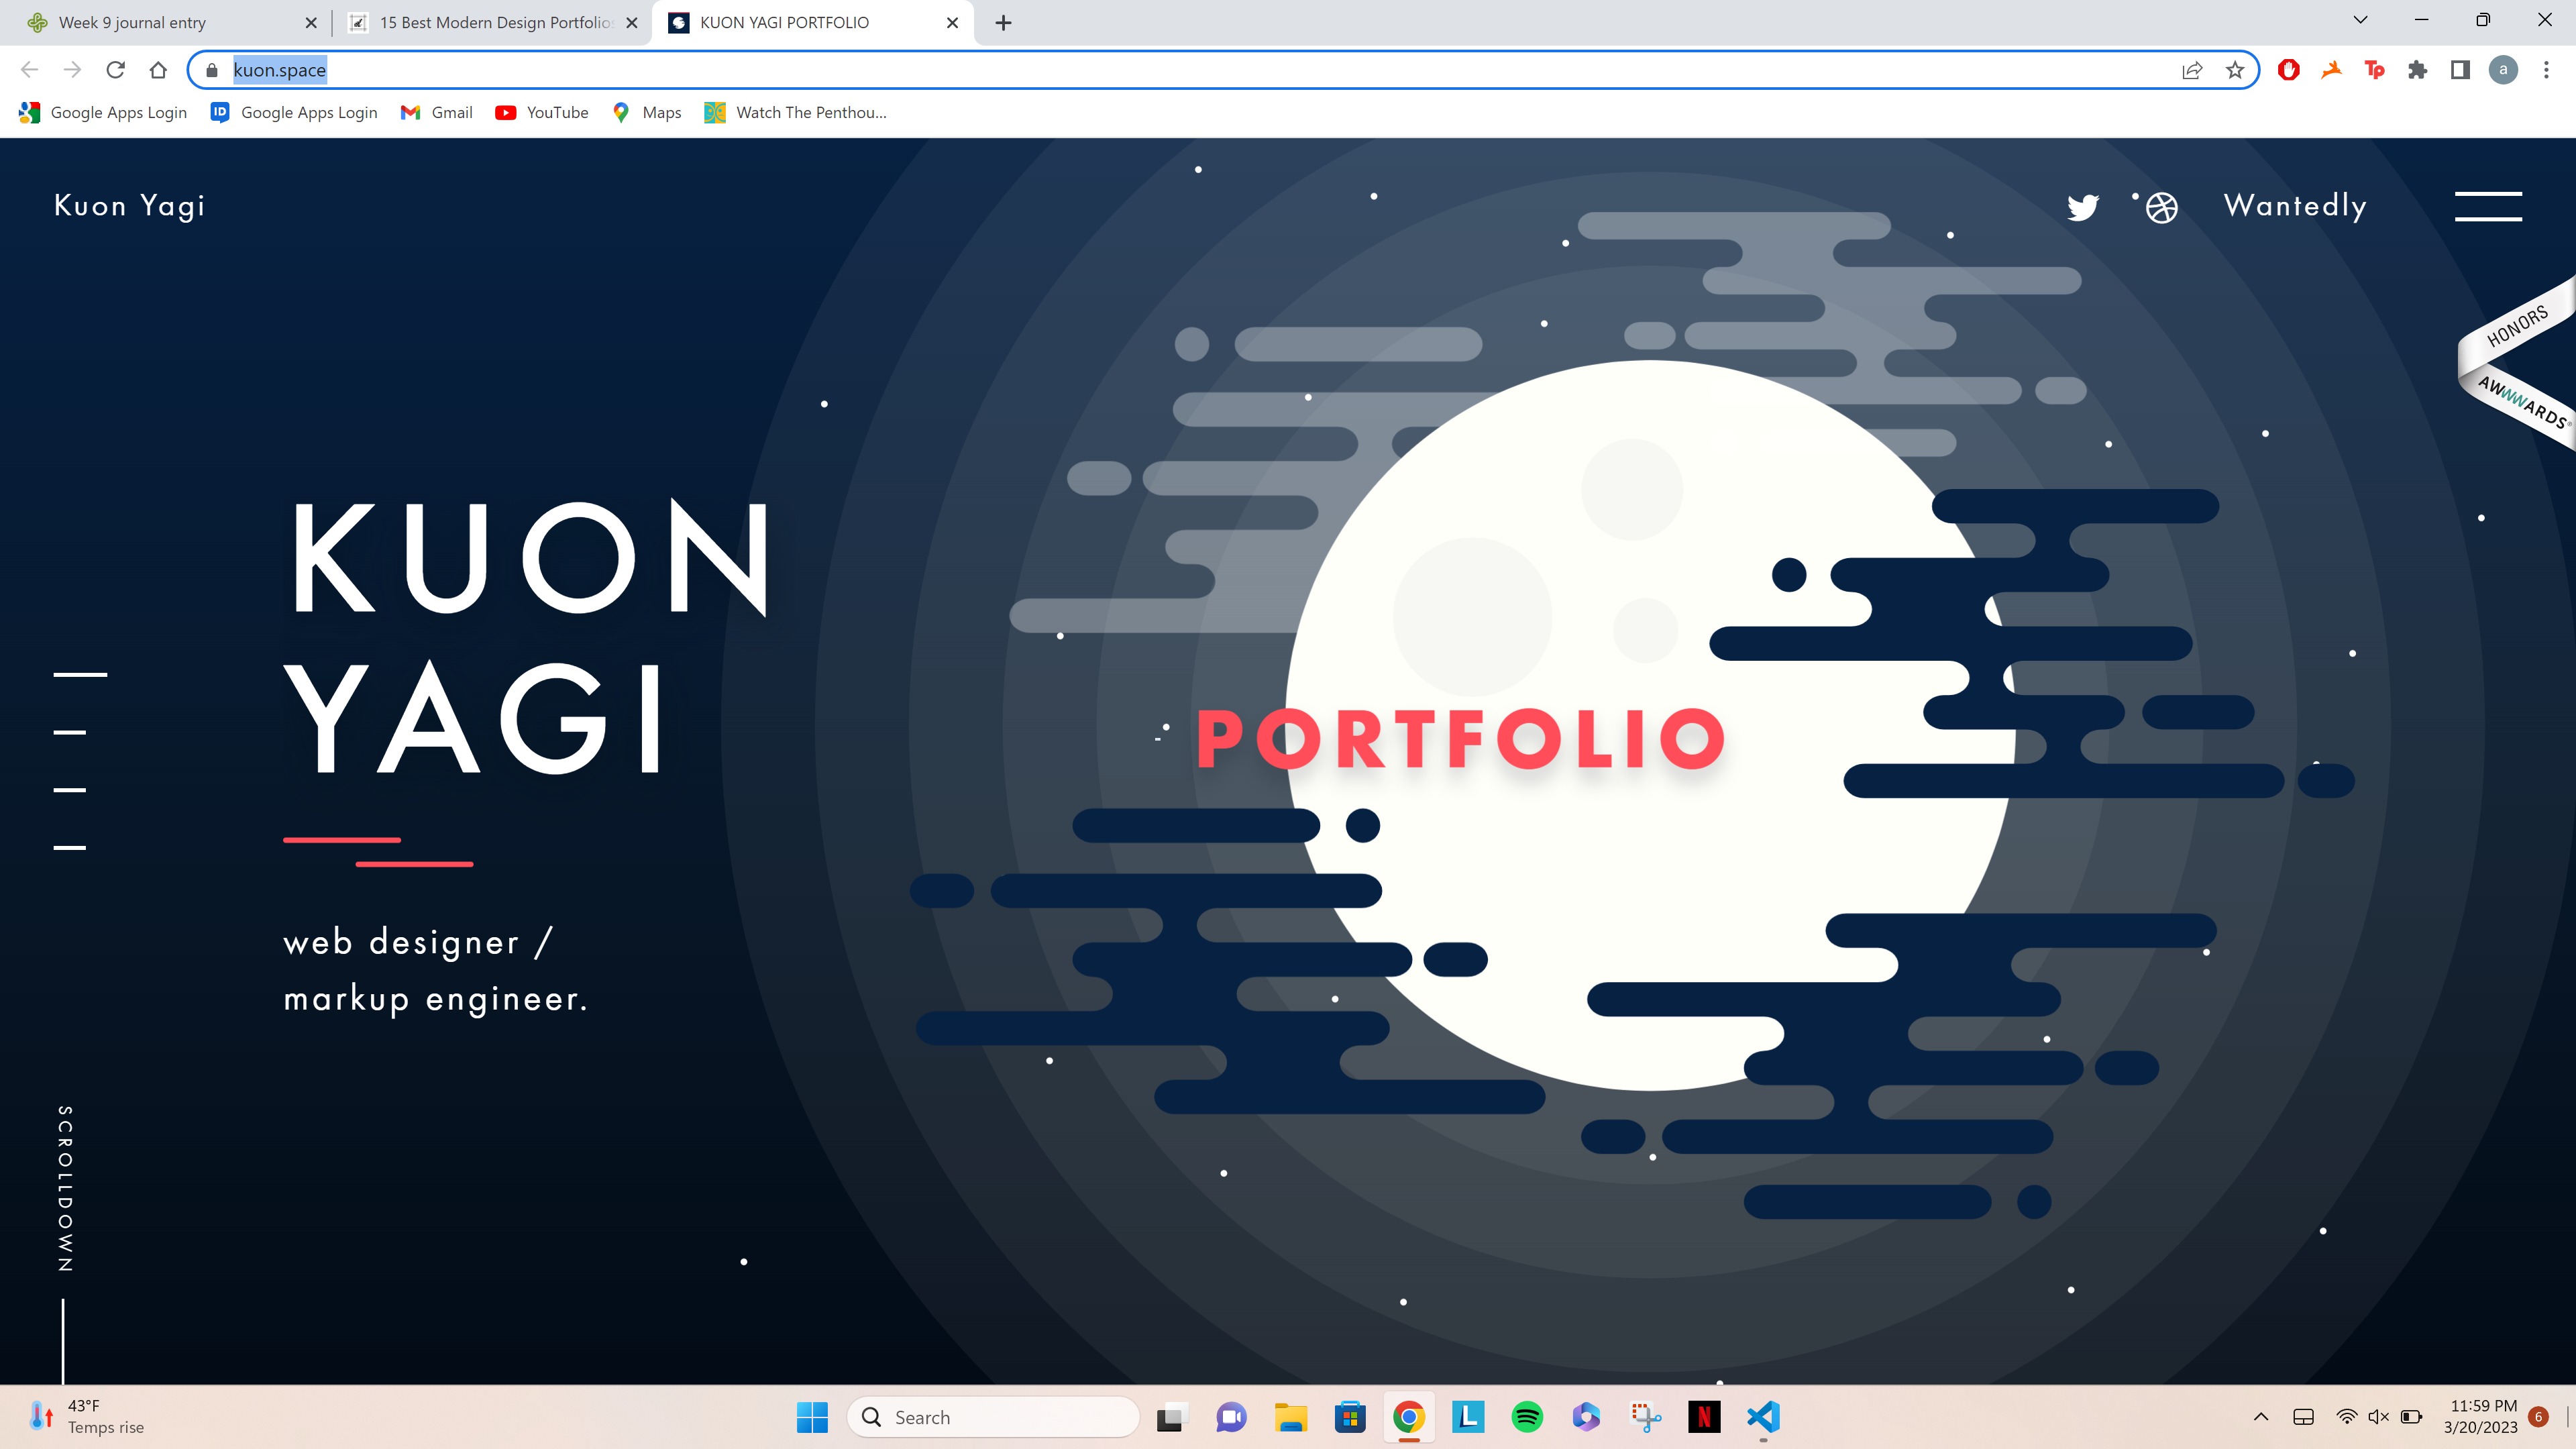 Week 9 journal entry
15 Best Modern Design Portfolio
KUON YAGI PORTFOLIO
kuon.space
Tp
a
Google Apps Login
ID
Google Apps Login
Gmail
YouTube
Maps
Watch The Penthou...
Kuon Yagi
Wantedly
HONORS
AWWWARDS®
KUON
YAGI
PORTFOLIO
web designer /
markup engineer.
SCROLLDOWN
43°F
Temps rise
Search
L
N
11:59 PM
3/20/2023
6